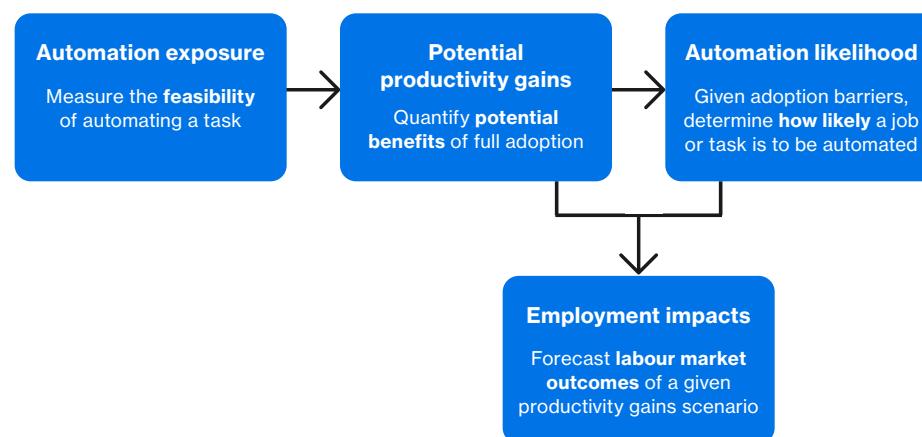 Automation exposure
Measure the feasibility
of automating a task
Potential
productivity gains
Quantify potential
benefits of full adoption
Automation likelihood
Given adoption barriers,
determine how likely a job
or task is to be automated
Employment impacts
Forecast labour market
outcomes of a given
productivity gains scenario